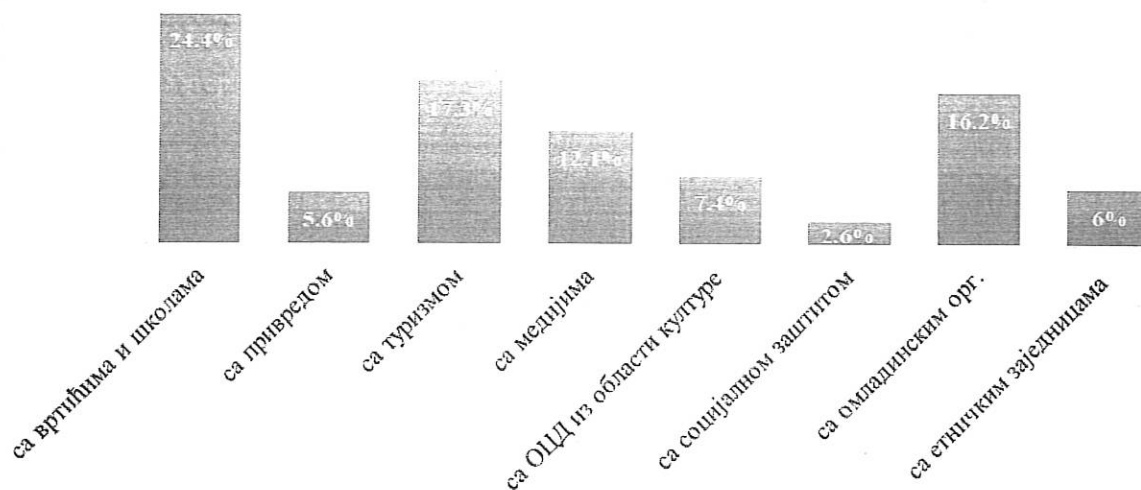 24.4%
5.6%
17.3%
12.1%
7.4%
2.6%
16.2%
6%
са вртићима и школама
са привредом
са туризмом
са медијима
са ОЦД из области културе
са социјалном заштитом
са омладинским орг.
са етничким заједницама